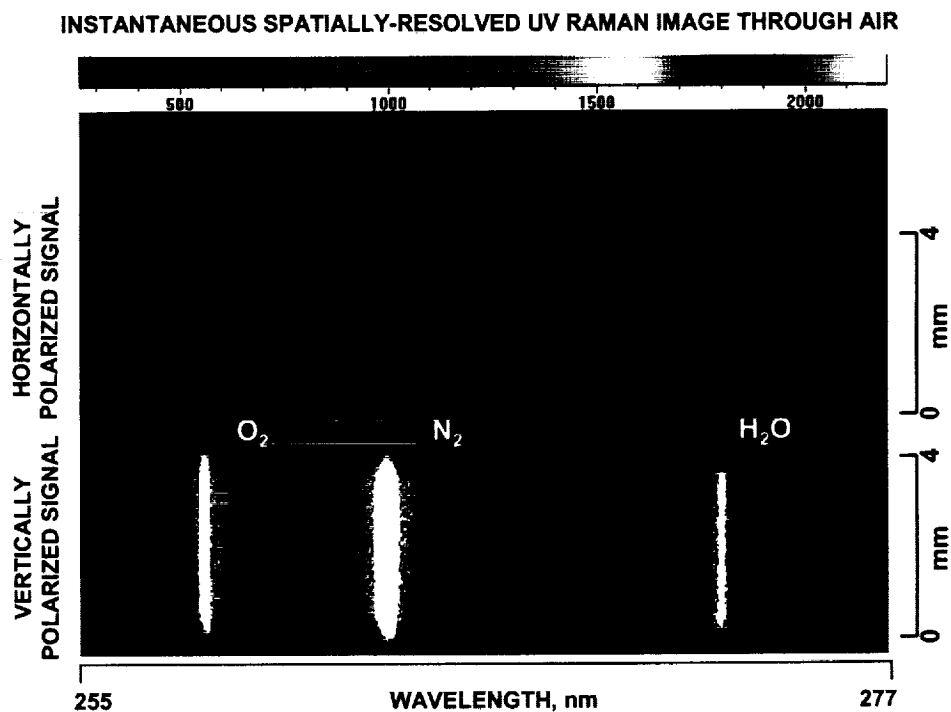 INSTANTANEOUS SPATIALLY-RESOLVED UV RAMAN IMAGE THROUGH AIR
500 1000 1500 2000
HORIZONTALLY
POLARIZED SIGNAL
4
mm
0
O₂ N₂ H₂O
VERTICALLY
POLARIZED SIGNAL
4
mm
0
255 WAVELENGTH, nm 277